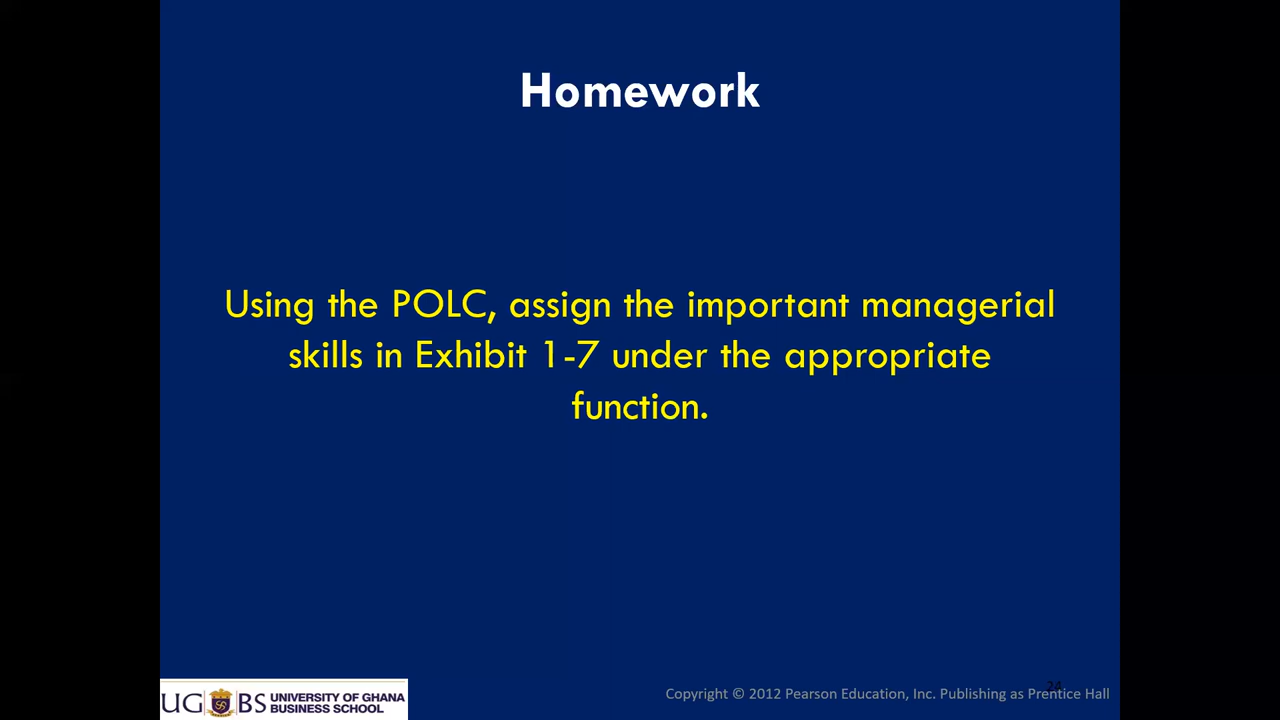 Homework
Using the POLC, assign the important managerial
skills in Exhibit 1-7 under the appropriate
function.
UG BS UNIVERSITY OF GHANA
BUSINESS SCHOOL
24
Copyright © 2012 Pearson Education, Inc. Publishing as Prentice Hall